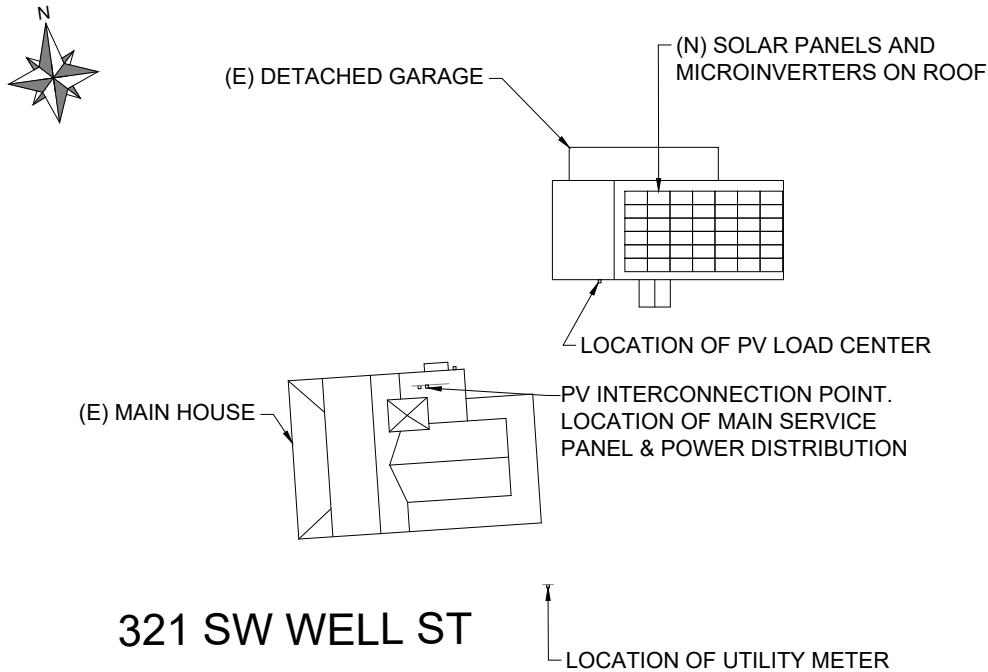 N
(E) DETACHED GARAGE
(N) SOLAR PANELS AND
MICROINVERTERS ON ROOF
LOCATION OF PV LOAD CENTER
(E) MAIN HOUSE
PV INTERCONNECTION POINT.
LOCATION OF MAIN SERVICE
PANEL & POWER DISTRIBUTION
321 SW WELL ST
LOCATION OF UTILITY METER